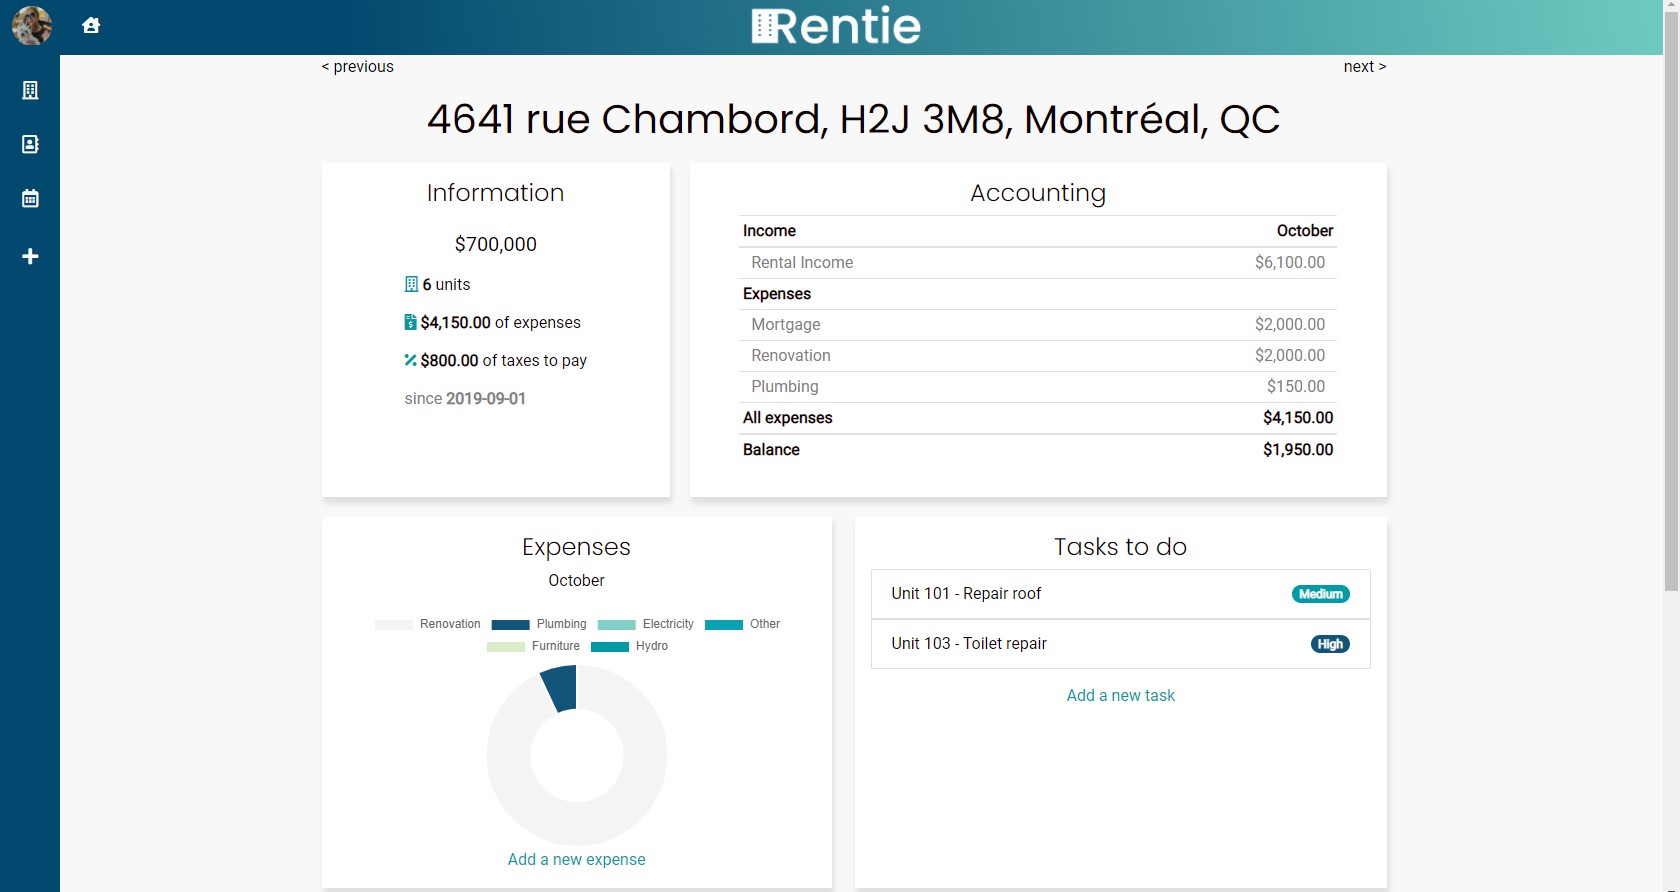 Rentie
< previous
next >
4641 rue Chambord, H2J 3M8, Montréal, QC
Information
$700,000
6 units
$4,150.00 of expenses
$800.00 of taxes to pay
since 2019-09-01
Accounting
Income October
Rental Income $6,100.00
Expenses
Mortgage $2,000.00
Renovation $2,000.00
Plumbing $150.00
All expenses $4,150.00
Balance $1,950.00
Expenses
October
Renovation Plumbing Electricity Other
Furniture Hydro
Add a new expense
Tasks to do
Unit 101 - Repair roof Medium
Unit 103 - Toilet repair High
Add a new task